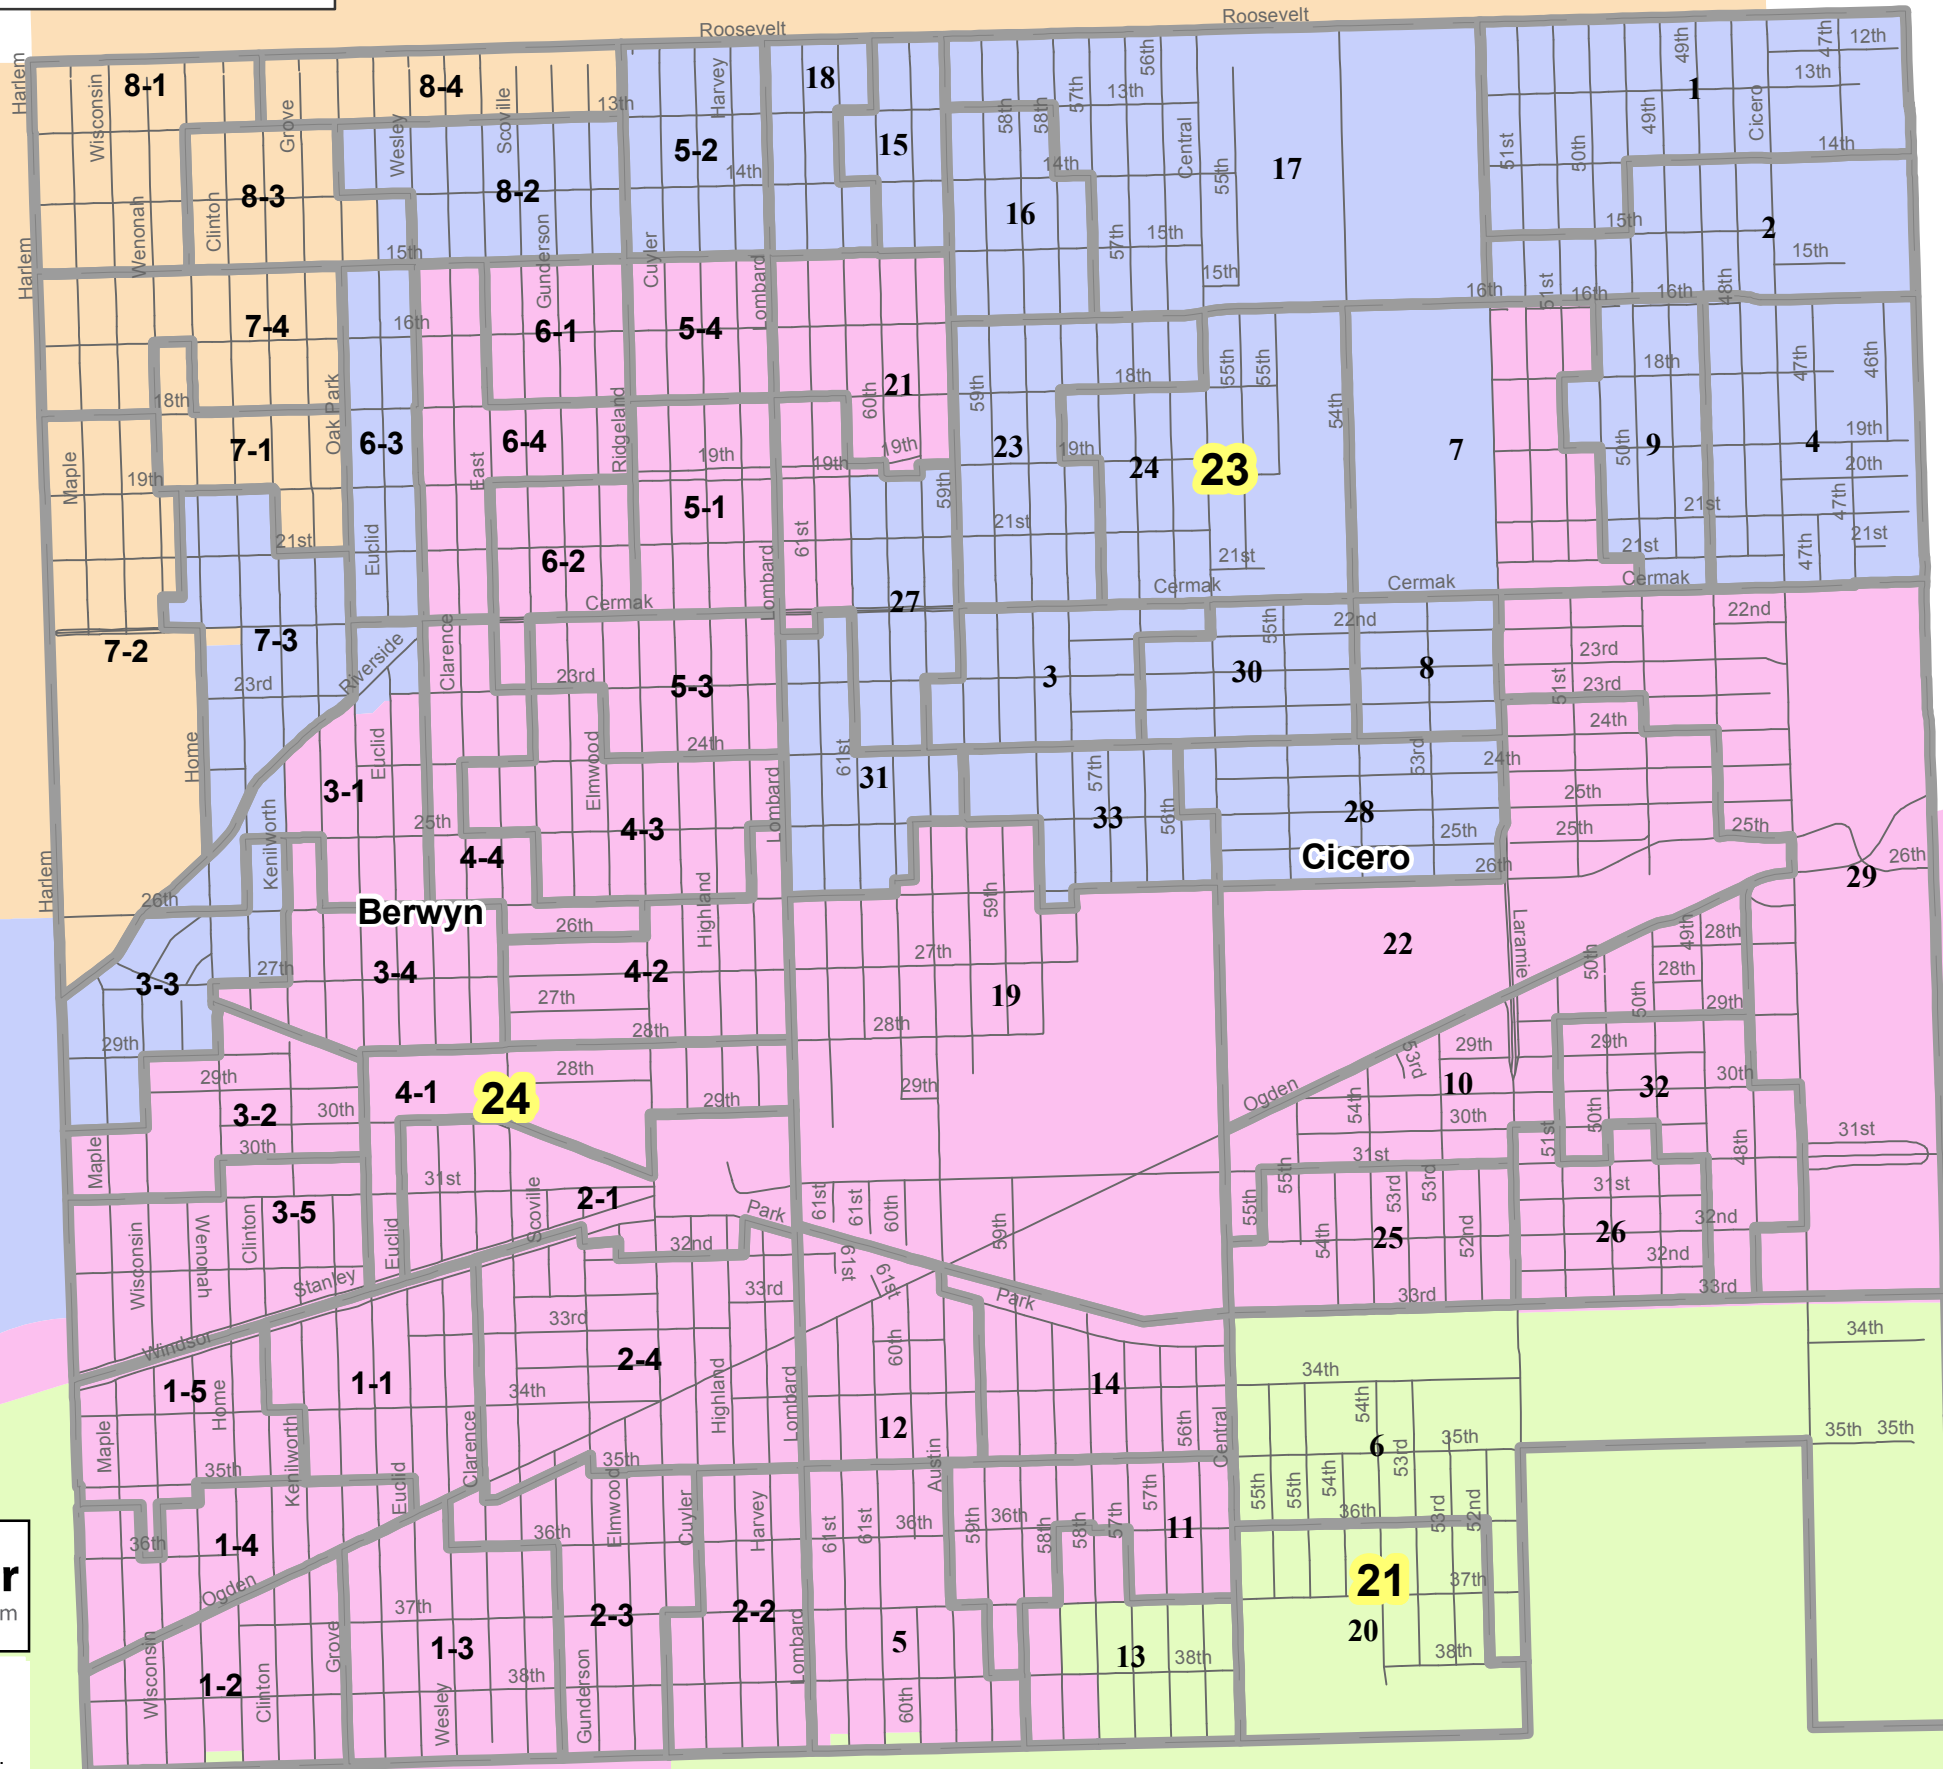 Roosevelt
Roosevelt
Harlem
8-1
8-4
Wisconsin
Grove
Wesley
Scoville
13th
Harvey
18
56th
57th
13th
58th
58th
49th
47th
12th
13th
1
49th
Cicero
5-2
15
14th
14th
Central
55th
17
51st
50th
14th
8-3
8-2
Wenonah
Clinton
Gunderson
16
57th
15th
15th
2
15th
Harlem
15th
Cuyler
Lombard
15th
16th
51st
16th
16th
48th
7-4
16th
6-1
5-4
21
60th
59th
18th
55th
55th
54th
18th
47th
46th
18th
Oak Park
7-1
6-3
6-4
Ridgeland
19th
19th
19th
23
19th
24
23
7
50th
9
4
19th
20th
Maple
19th
East
5-1
59th
21st
21st
47th
21st
Euclid
6-2
61st
Lombard
21st
21st
47th
21st
Cermak
27
Cermak
Cermak
Cermak
7-2
7-3
Riverside
Clarence
55th
22nd
22nd
23rd
23rd
5-3
3
30
8
23rd
51st
23rd
24th
Home
Euclid
24th
61st
31
57th
53rd
24th
3-1
Elmwood
Lombard
25th
25th
4-3
33
56th
28
25th
25th
25th
Kenilworth
4-4
Cicero
26th
26th
29
Harlem
26th
Berwyn
26th
Highland
59th
22
Laramie
49th
28th
27th
3-3
3-4
4-2
27th
50th
28th
27th
19
50th
29th
29th
28th
28th
53rd
29th
29th
29th
4-1
24
28th
29th
29th
Ogden
54th
10
32
30th
3-2
30th
30th
50th
51st
30th
48th
31st
Maple
31st
2-1
31st
55th
53rd
53rd
31st
3-5
Scoville
61st
61st
60th
59th
55th
54th
25
52nd
26
32nd
Wisconsin
Wenonah
Clinton
Euclid
Park
32nd
61st
32nd
Stanley
33rd
61st
Park
33rd
33rd
Windsor
33rd
34th
2-4
60th
34th
1-5
Home
1-1
34th
Highland
Lombard
14
54th
Maple
Clarence
12
56th
Central
6
35th
35th
35th
35th
Kenilworth
Euclid
35th
Austin
53rd
Elmwood
Cuyler
Harvey
61st
61st
36th
59th
36th
58th
58th
57th
57th
11
55th
55th
54th
36th
53rd
52nd
36th
1-4
36th
r
m
Ogden
37th
21
37th
2-3
2-2
5
20
Wisconsin
Grove
1-3
Lombard
13
38th
38th
1-2
Clinton
Wesley
38th
Gunderson
60th